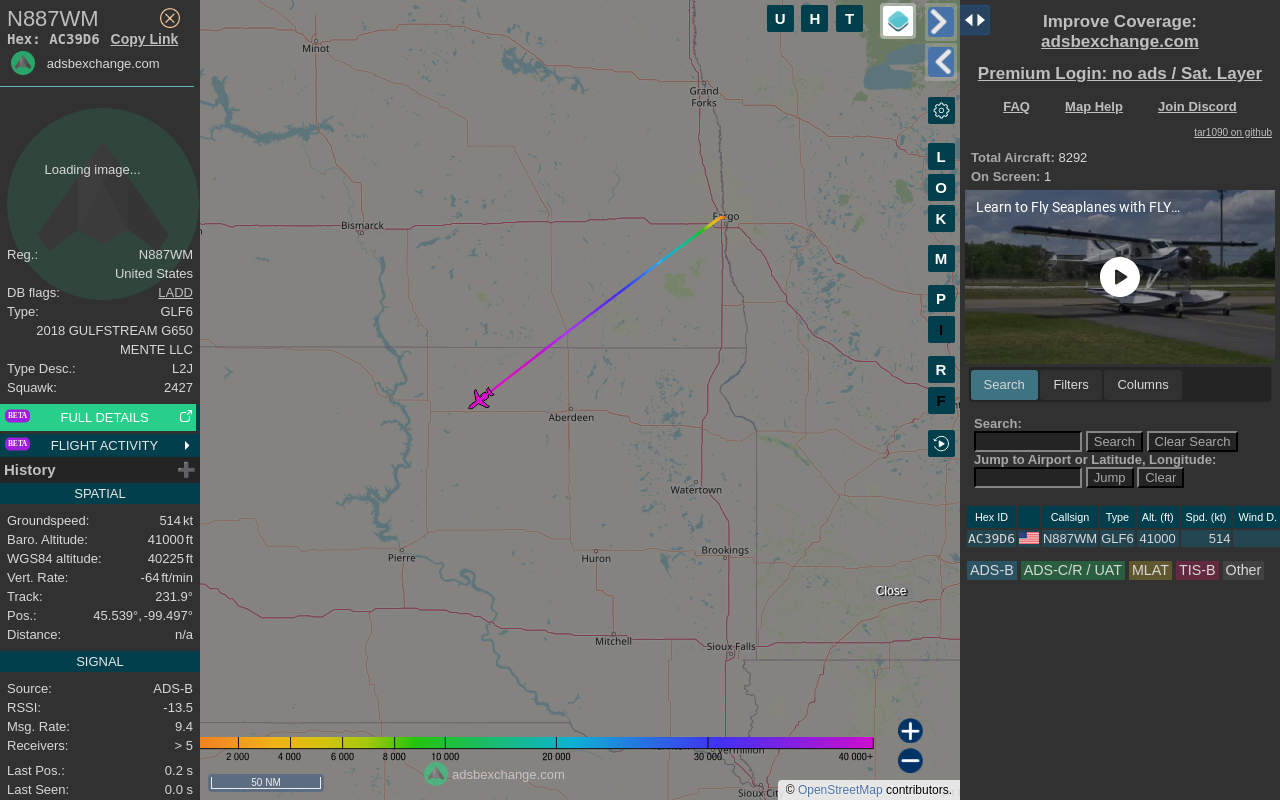 N887WM
Hex: AC39D6 Copy Link
adsbexchange.com
Loading image...
Reg.: N887WM
United States
DB flags: LADD
Type: GLF6
2018 GULFSTREAM G650
MENTE LLC
Type Desc.: L2J
Squawk: 2427
BETA FULL DETAILS
BETA FLIGHT ACTIVITY
History
SPATIAL
Groundspeed: 514 kt
Baro. Altitude: 41000 ft
WGS84 altitude: 40225 ft
Vert. Rate: -64 ft/min
Track: 231.9°
Pos.: 45.539°, -99.497°
Distance: n/a
SIGNAL
Source: ADS-B
RSSI: -13.5
Msg. Rate: 9.4
Receivers: > 5
Last Pos.: 0.2 s
Last Seen: 0.0 s
U H T
Minot
Grand
Forks
Fargo
Bismarck
Aberdeen
Watertown
Pierre
Huron
Brookings
Mitchell
Sioux Falls
Vermillion
L
O
K
M
P
I
R
F
Close
2 000 4 000 6 000 8 000 10 000 20 000 30 000 40 000+
adsbexchange.com
50 NM
© OpenStreetMap contributors.
Improve Coverage:
adsbexchange.com
Premium Login: no ads / Sat. Layer
FAQ Map Help Join Discord
tar1090 on github
Total Aircraft: 8292
On Screen: 1
Learn to Fly Seaplanes with FLY...
Search Filters Columns
Search:
Search Clear Search
Jump to Airport or Latitude, Longitude:
Jump Clear
Hex ID Callsign Type Alt. (ft) Spd. (kt) Wind D.
AC39D6 N887WM GLF6 41000 514
ADS-B ADS-C/R / UAT MLAT TIS-B Other